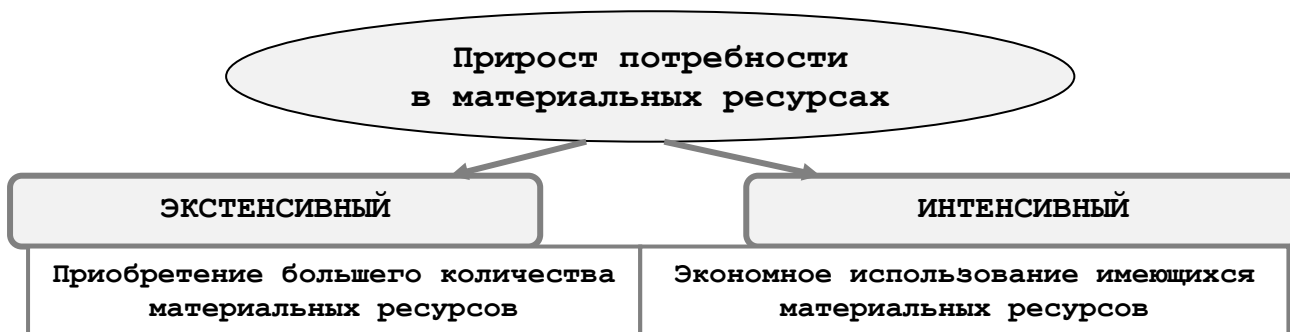 Прирост потребности
в материальных ресурсах
ЭКСТЕНСИВНЫЙ
ИНТЕНСИВНЫЙ
Приобретение большего количества
материальных ресурсов
Экономное использование имеющихся
материальных ресурсов